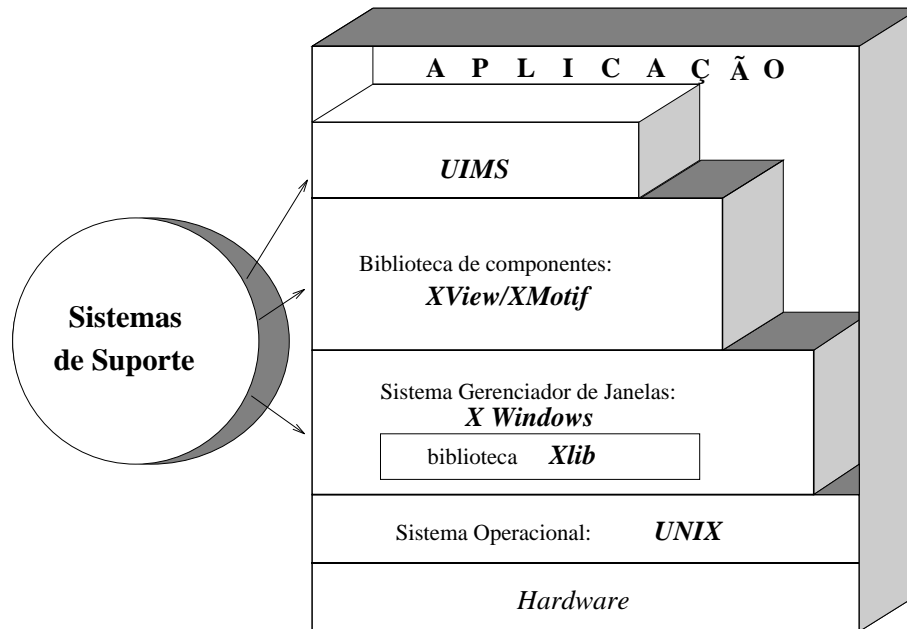 A P L I C A Ç Ã O
UIMS
Biblioteca de componentes:
XView/XMotif
Sistemas
de Suporte
Sistema Gerenciador de Janelas:
X Windows
biblioteca Xlib
Sistema Operacional: UNIX
Hardware